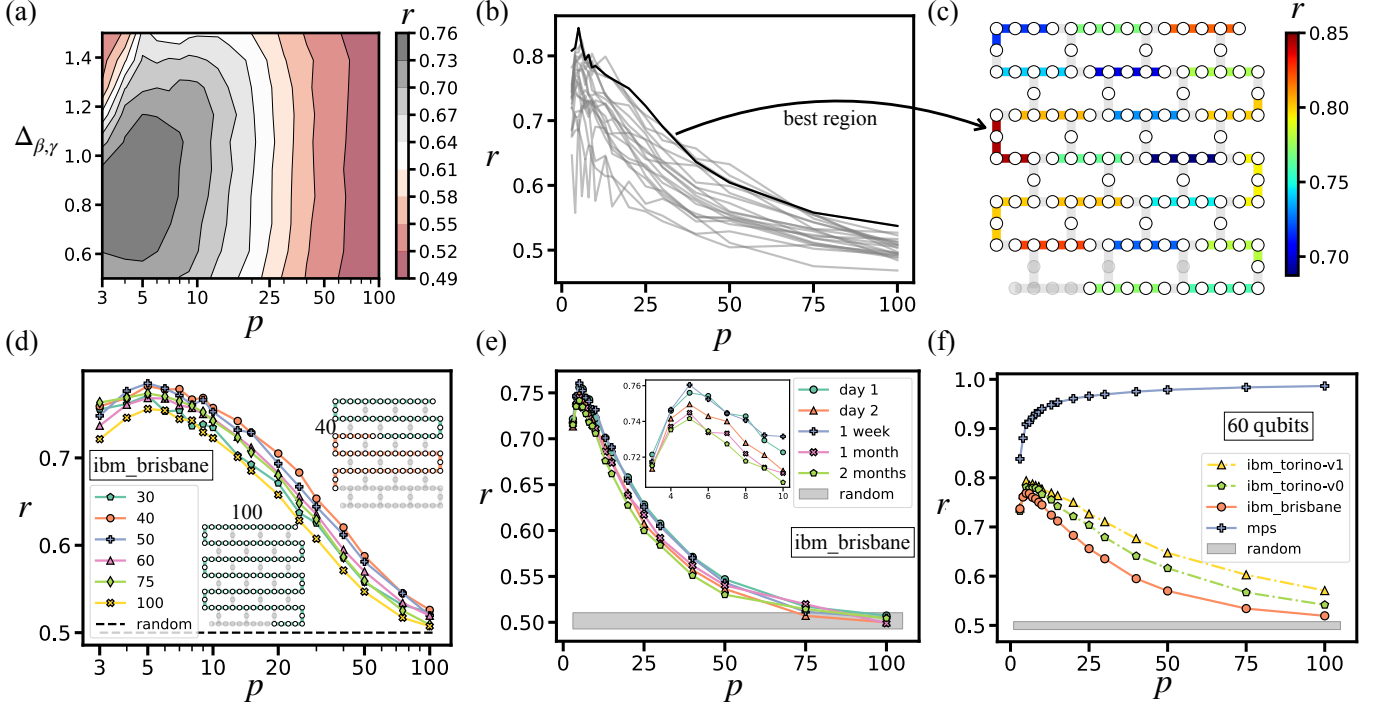 (a)
1.4
1.2
1.0
0.8
0.6
Δβ,γ
3 5 10 25 50 100
p
r
0.76
0.73
0.70
0.67
0.64
0.61
0.58
0.55
0.52
0.49
(b)
r
0.8
0.7
0.6
0.5
0 25 50 75 100
p
best region
(c)
r
0.85
0.80
0.75
0.70
(d)
r
0.7
0.6
0.5
3 5 10 20 50 100
p
ibm_brisbane
30
40
50
60
75
100
random
40
100
(e)
r
0.75
0.70
0.65
0.60
0.55
0.50
0 25 50 75 100
p
0.76
0.74
0.72
4 6 8 10
day 1
day 2
1 week
1 month
2 months
random
ibm_brisbane
(f)
r
1.0
0.9
0.8
0.7
0.6
0.5
0 25 50 75 100
p
60 qubits
ibm_torino-v1
ibm_torino-v0
ibm_brisbane
mps
random